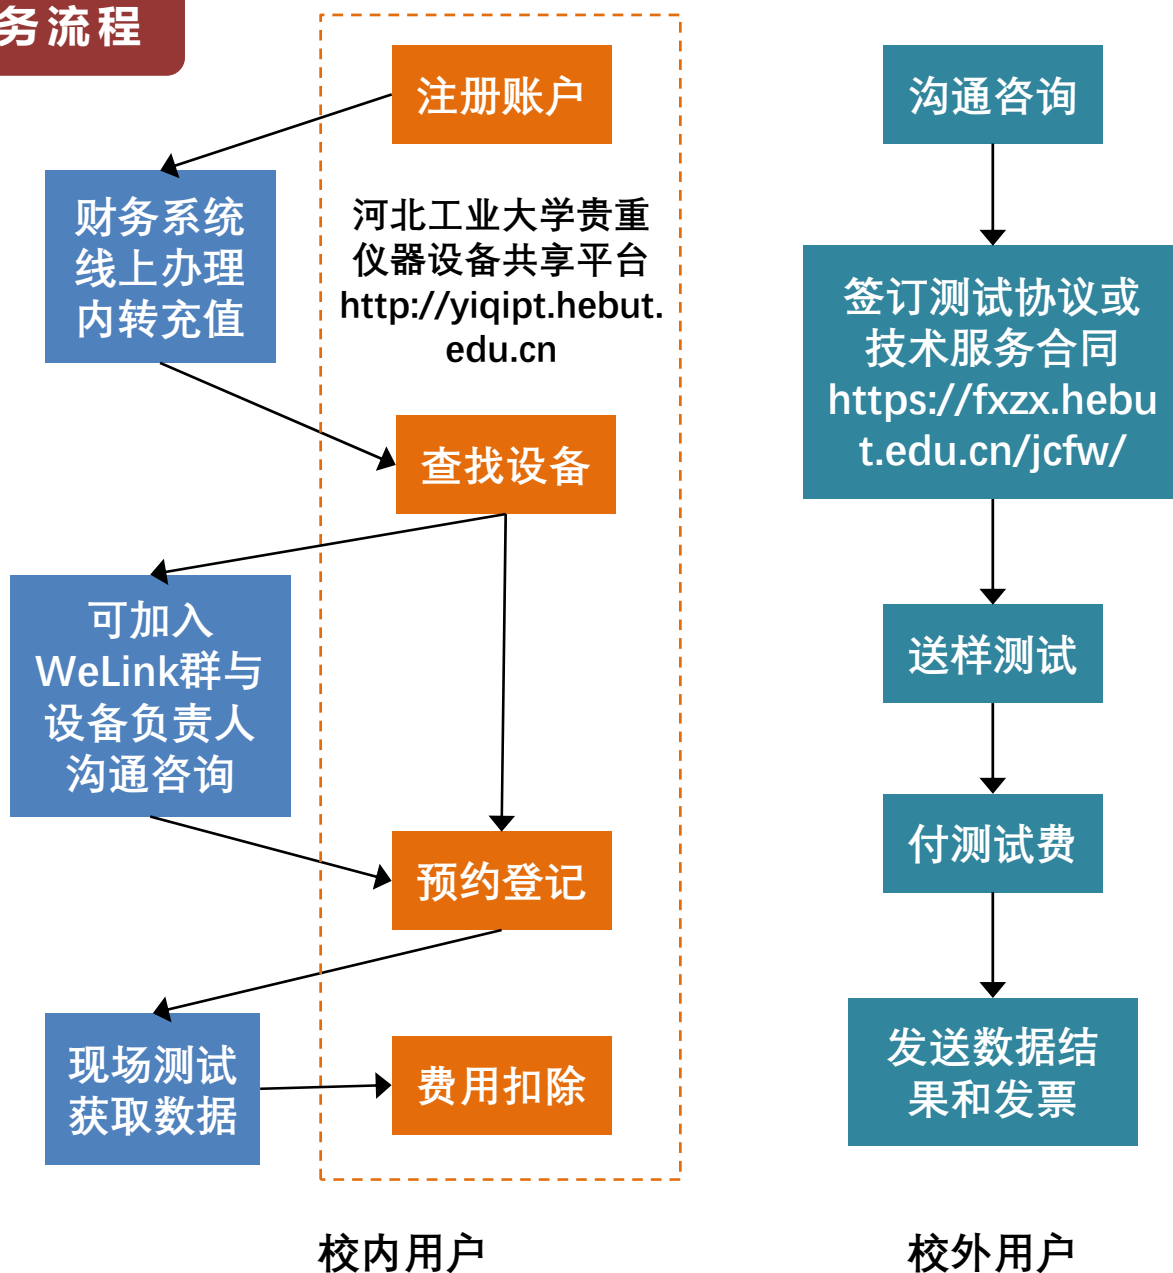 务流程
注册账户
财务系统
线上办理
内转充值
河北工业大学贵重
仪器设备共享平台
http://yiqipt.hebut.
edu.cn
查找设备
可加入
WeLink群与
设备负责人
沟通咨询
预约登记
现场测试
获取数据
费用扣除
校内用户
沟通咨询
签订测试协议或
技术服务合同
https://fxzx.hebu
t.edu.cn/jcfw/
送样测试
付测试费
发送数据结
果和发票
校外用户